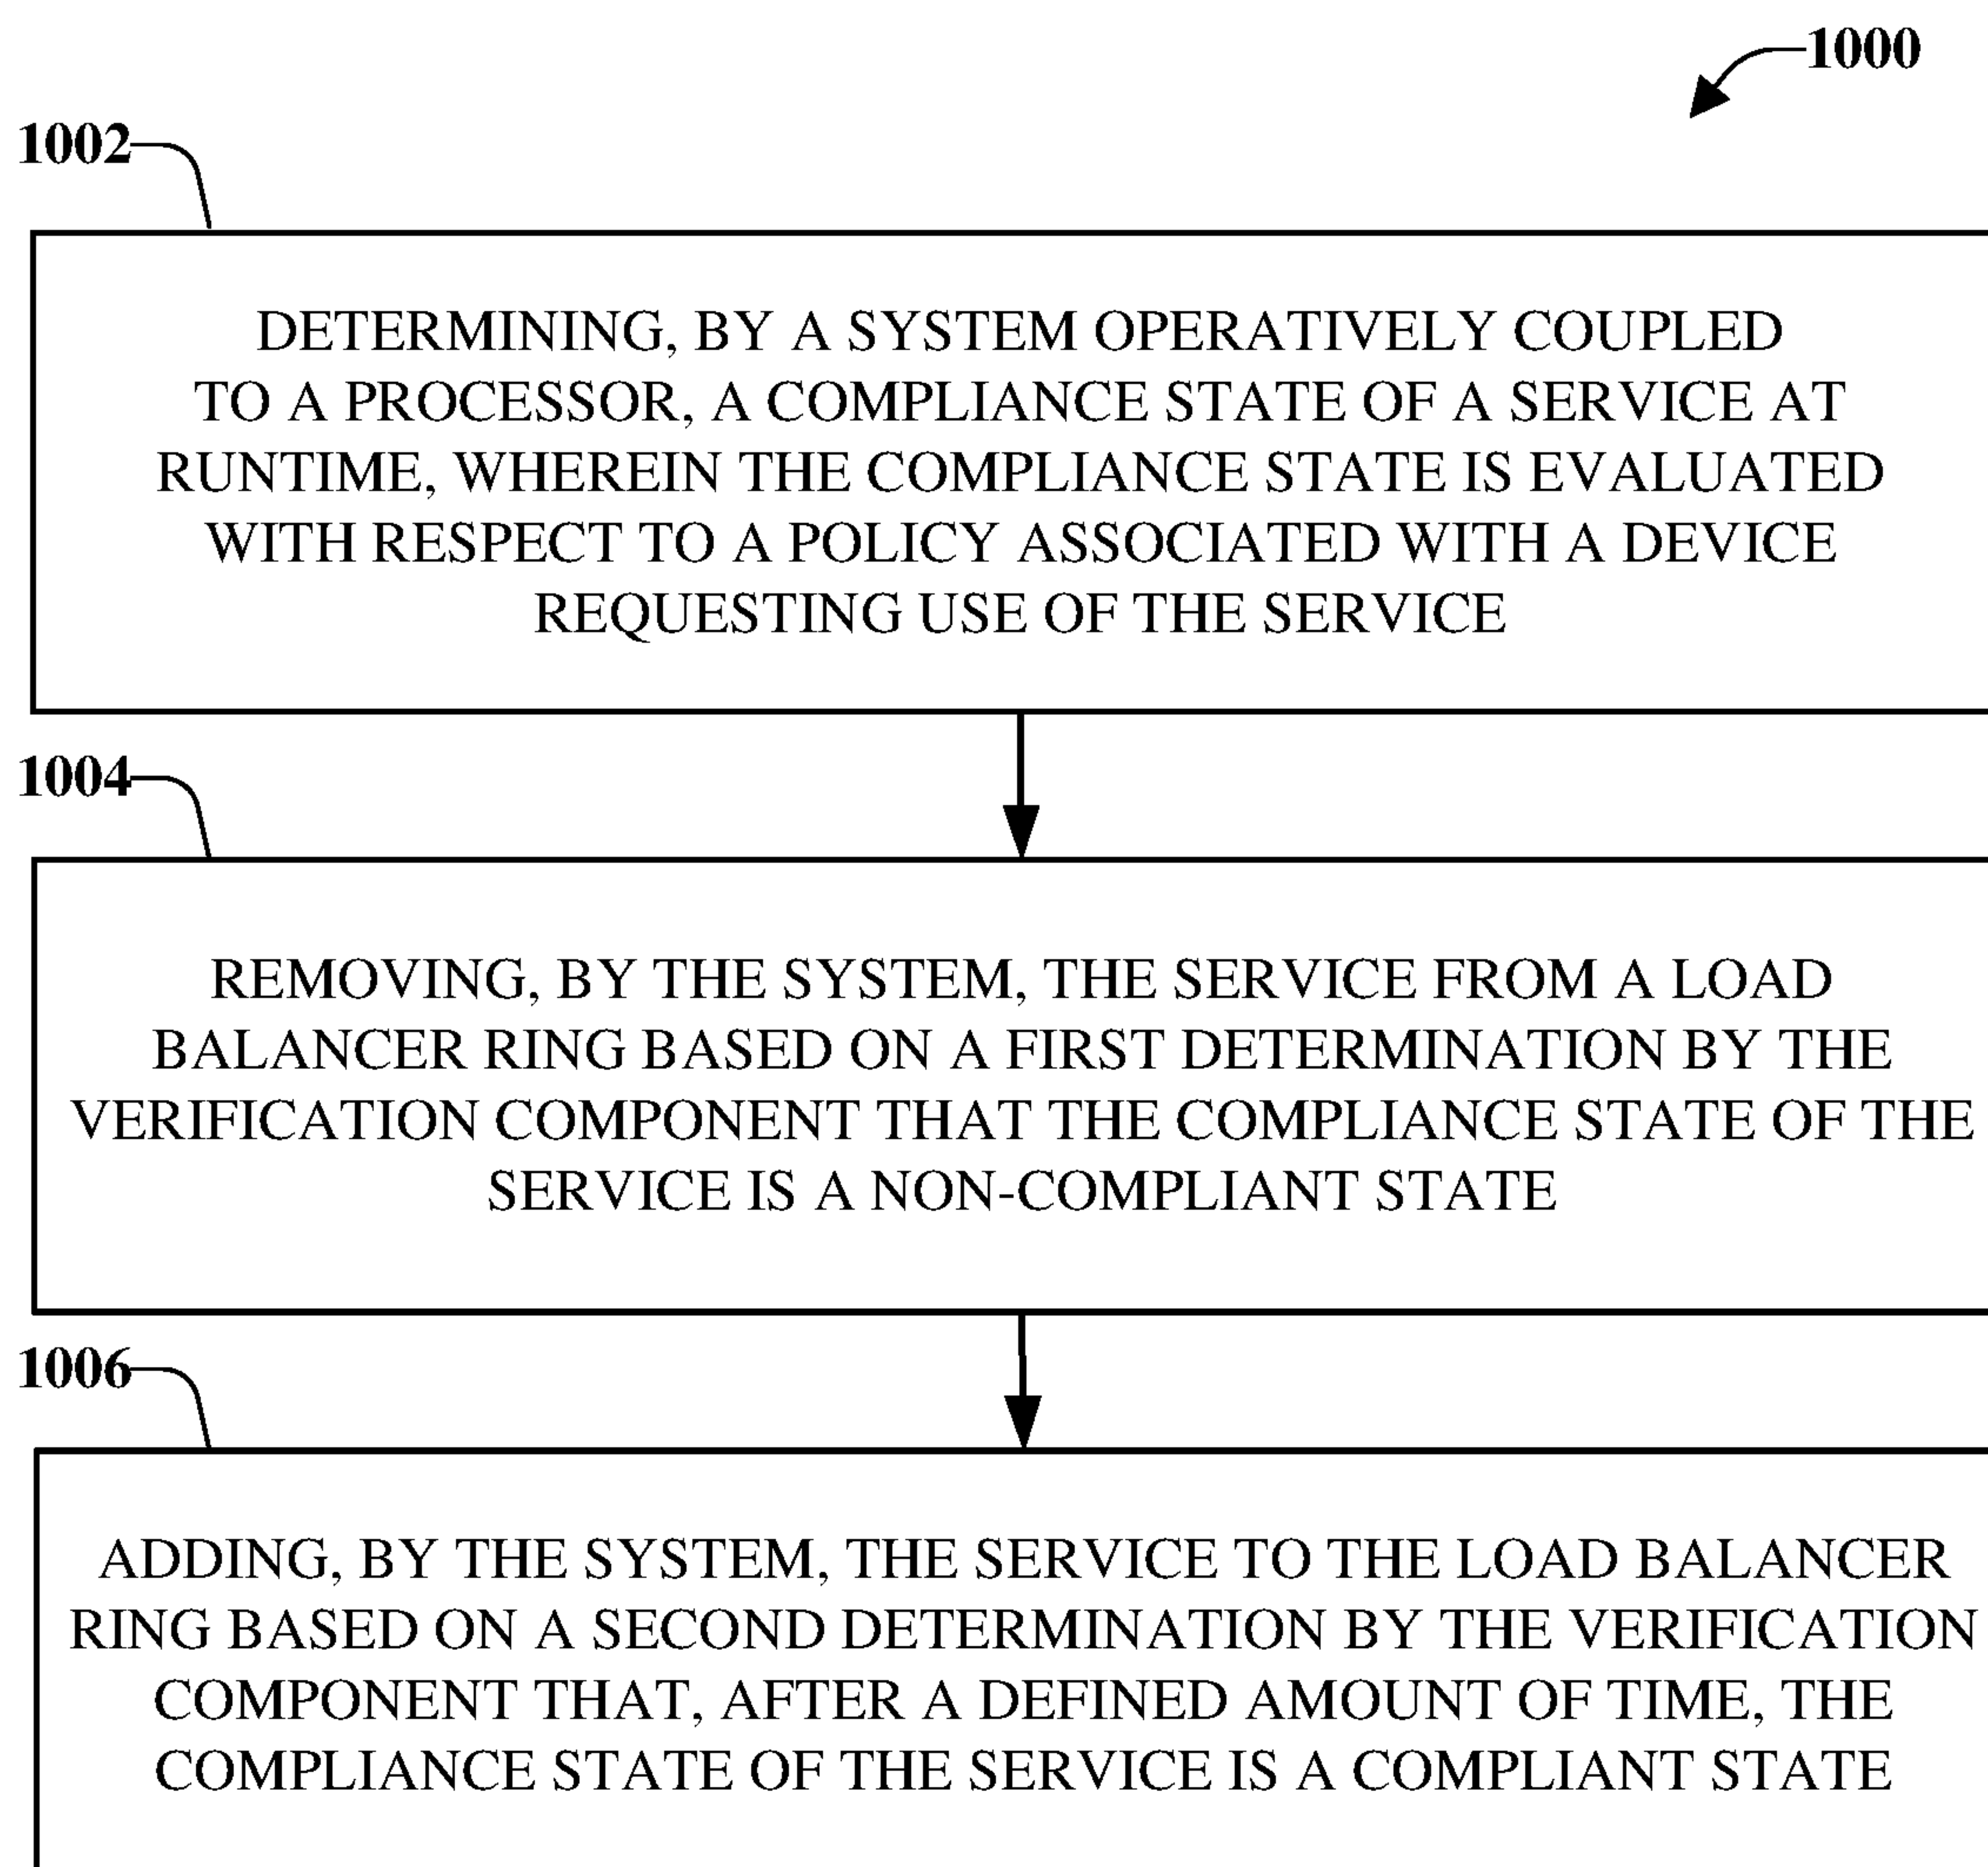 1000
1002
DETERMINING, BY A SYSTEM OPERATIVELY COUPLED
TO A PROCESSOR, A COMPLIANCE STATE OF A SERVICE AT
RUNTIME, WHEREIN THE COMPLIANCE STATE IS EVALUATED
WITH RESPECT TO A POLICY ASSOCIATED WITH A DEVICE
REQUESTING USE OF THE SERVICE
1004
REMOVING, BY THE SYSTEM, THE SERVICE FROM A LOAD
BALANCER RING BASED ON A FIRST DETERMINATION BY THE
VERIFICATION COMPONENT THAT THE COMPLIANCE STATE OF THE
SERVICE IS A NON-COMPLIANT STATE
1006
ADDING, BY THE SYSTEM, THE SERVICE TO THE LOAD BALANCER
RING BASED ON A SECOND DETERMINATION BY THE VERIFICATION
COMPONENT THAT, AFTER A DEFINED AMOUNT OF TIME, THE
COMPLIANCE STATE OF THE SERVICE IS A COMPLIANT STATE